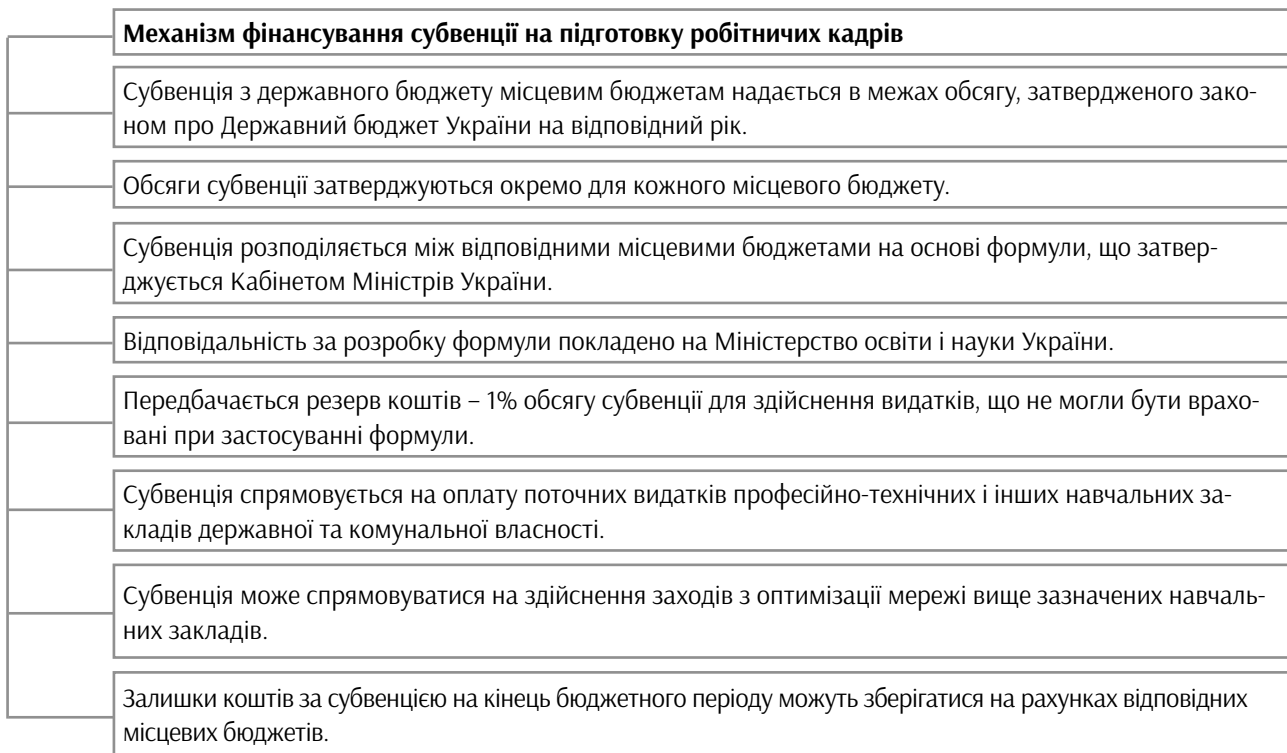 Механізм фінансування субвенції на підготовку робітничих кадрів
Субвенція з державного бюджету місцевим бюджетам надається в межах обсягу, затвердженого зако-
ном про Державний бюджет України на відповідний рік.
Обсяги субвенції затверджуються окремо для кожного місцевого бюджету.
Субвенція розподіляється між відповідними місцевими бюджетами на основі формули, що затвер-
джується Кабінетом Міністрів України.
Відповідальність за розробку формули покладено на Міністерство освіти і науки України.
Передбачається резерв коштів – 1% обсягу субвенції для здійснення видатків, що не могли бути врахо-
вані при застосуванні формули.
Субвенція спрямовується на оплату поточних видатків професійно-технічних і інших навчальних за-
кладів державної та комунальної власності.
Субвенція може спрямовуватися на здійснення заходів з оптимізації мережі вище зазначених навчаль-
них закладів.
Залишки коштів за субвенцією на кінець бюджетного періоду можуть зберігатися на рахунках відповідних
місцевих бюджетів.